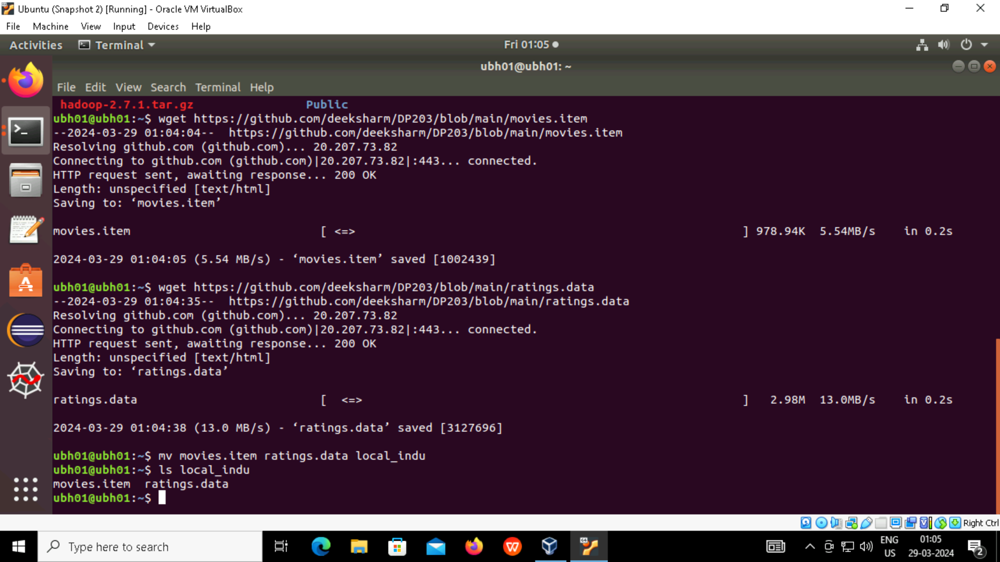 Ubuntu (Snapshot 2) [Running] - Oracle VM VirtualBox
File Machine View Input Devices Help
Activities Terminal Fri 01:05
ubh01@ubh01: ~
File Edit View Search Terminal Help
hadoop-2.7.1.tar.gz Public
ubh01@ubh01:~$ wget https://github.com/deeksharm/DP203/blob/main/movies.item
--2024-03-29 01:04:04--  https://github.com/deeksharm/DP203/blob/main/movies.item
Resolving github.com (github.com)... 20.207.73.82
Connecting to github.com (github.com)|20.207.73.82|:443... connected.
HTTP request sent, awaiting response... 200 OK
Length: unspecified [text/html]
Saving to: ‘movies.item’
movies.item [ <=> ] 978.94K 5.54MB/s in 0.2s
2024-03-29 01:04:05 (5.54 MB/s) - ‘movies.item’ saved [1002439]
ubh01@ubh01:~$ wget https://github.com/deeksharm/DP203/blob/main/ratings.data
--2024-03-29 01:04:35--  https://github.com/deeksharm/DP203/blob/main/ratings.data
Resolving github.com (github.com)... 20.207.73.82
Connecting to github.com (github.com)|20.207.73.82|:443... connected.
HTTP request sent, awaiting response... 200 OK
Length: unspecified [text/html]
Saving to: ‘ratings.data’
ratings.data [ <=> ] 2.98M 13.0MB/s in 0.2s
2024-03-29 01:04:38 (13.0 MB/s) - ‘ratings.data’ saved [3127696]
ubh01@ubh01:~$ mv movies.item ratings.data local_indu
ubh01@ubh01:~$ ls local_indu
movies.item  ratings.data
ubh01@ubh01:~$
Right Ctrl
Type here to search
ENG 01:05
US 29-03-2024 2